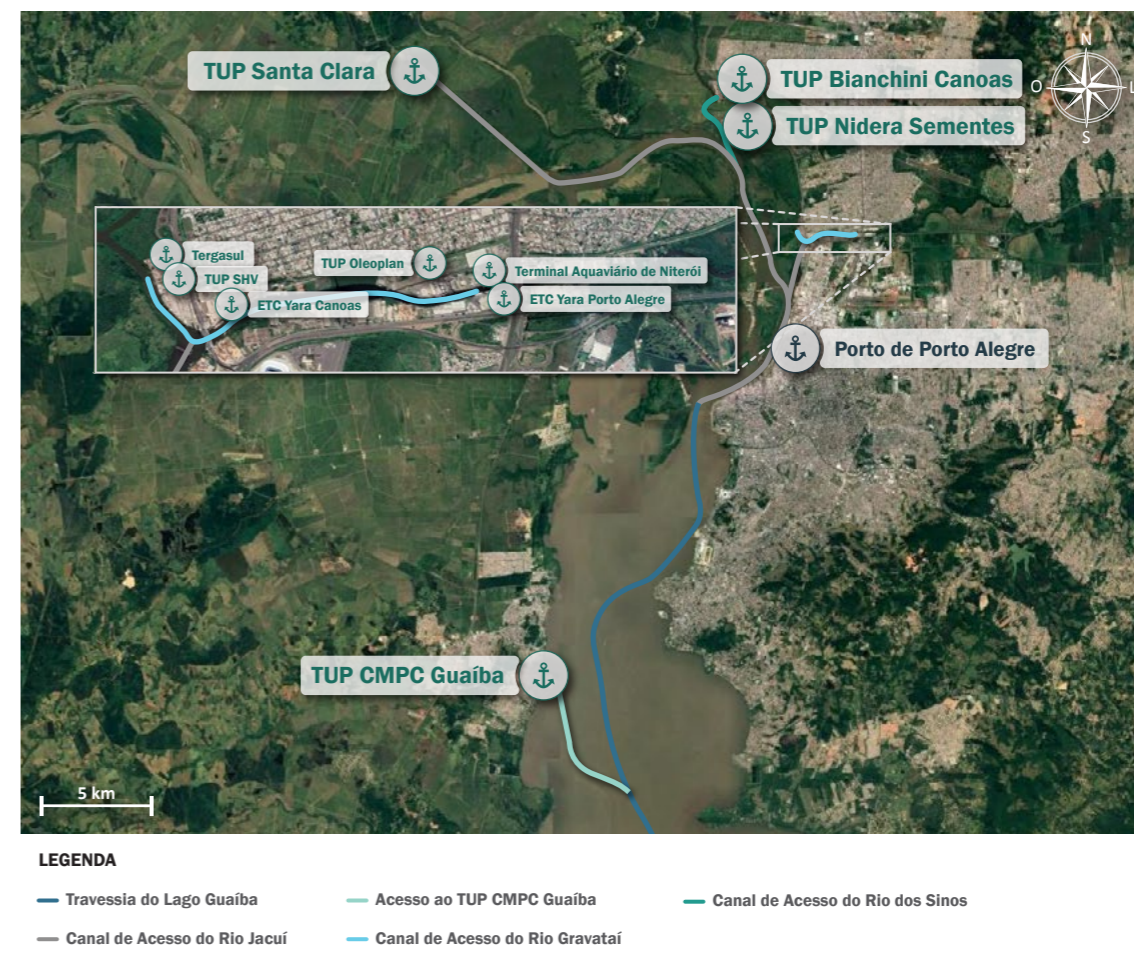 TUP Santa Clara
TUP Bianchini Canoas
TUP Nidera Sementes
N
O
L
S
Tergasul
TUP SHV
ETC Yara Canoas
TUP Oleoplan
Terminal Aquaviário de Niterói
ETC Yara Porto Alegre
Porto de Porto Alegre
TUP CMPC Guaíba
5 km
LEGENDA
Travessia do Lago Guaíba
Acesso ao TUP CMPC Guaíba
Canal de Acesso do Rio dos Sinos
Canal de Acesso do Rio Jacuí
Canal de Acesso do Rio Gravataí